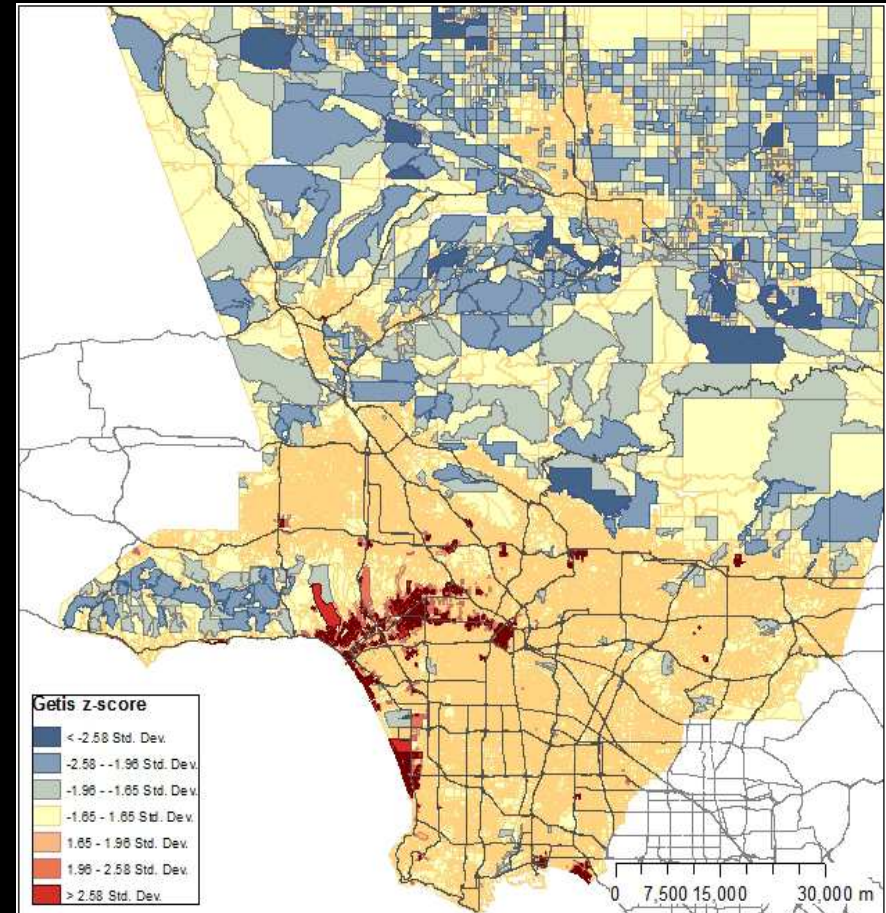 Getis z-score
< -2.58 Std. Dev.
-2.58 - -1.96 Std. Dev.
-1.96 - -1.65 Std. Dev.
-1.65 - 1.65 Std. Dev.
1.65 - 1.96 Std. Dev.
1.96 - 2.58 Std. Dev.
> 2.58 Std. Dev.
0 7,500 15,000 30,000 m